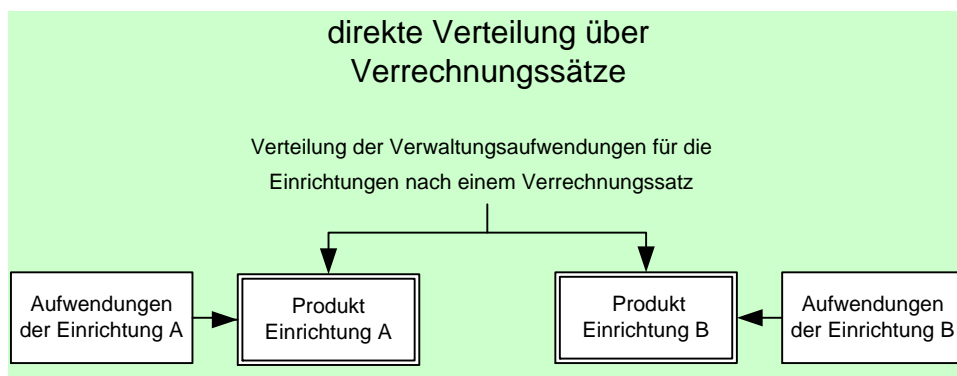 direkte Verteilung über
Verrechnungssätze
Verteilung der Verwaltungsaufwendungen für die
Einrichtungen nach einem Verrechnungssatz
Aufwendungen
der Einrichtung A
Produkt
Einrichtung A
Produkt
Einrichtung B
Aufwendungen
der Einrichtung B